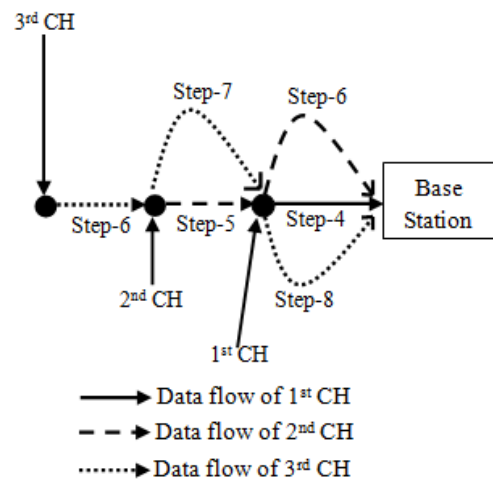 3rd CH
Step-7
Step-6
Base
Station
Step-6
Step-5
Step-4
2nd CH
Step-8
1st CH
Data flow of 1st CH
Data flow of 2nd CH
Data flow of 3rd CH